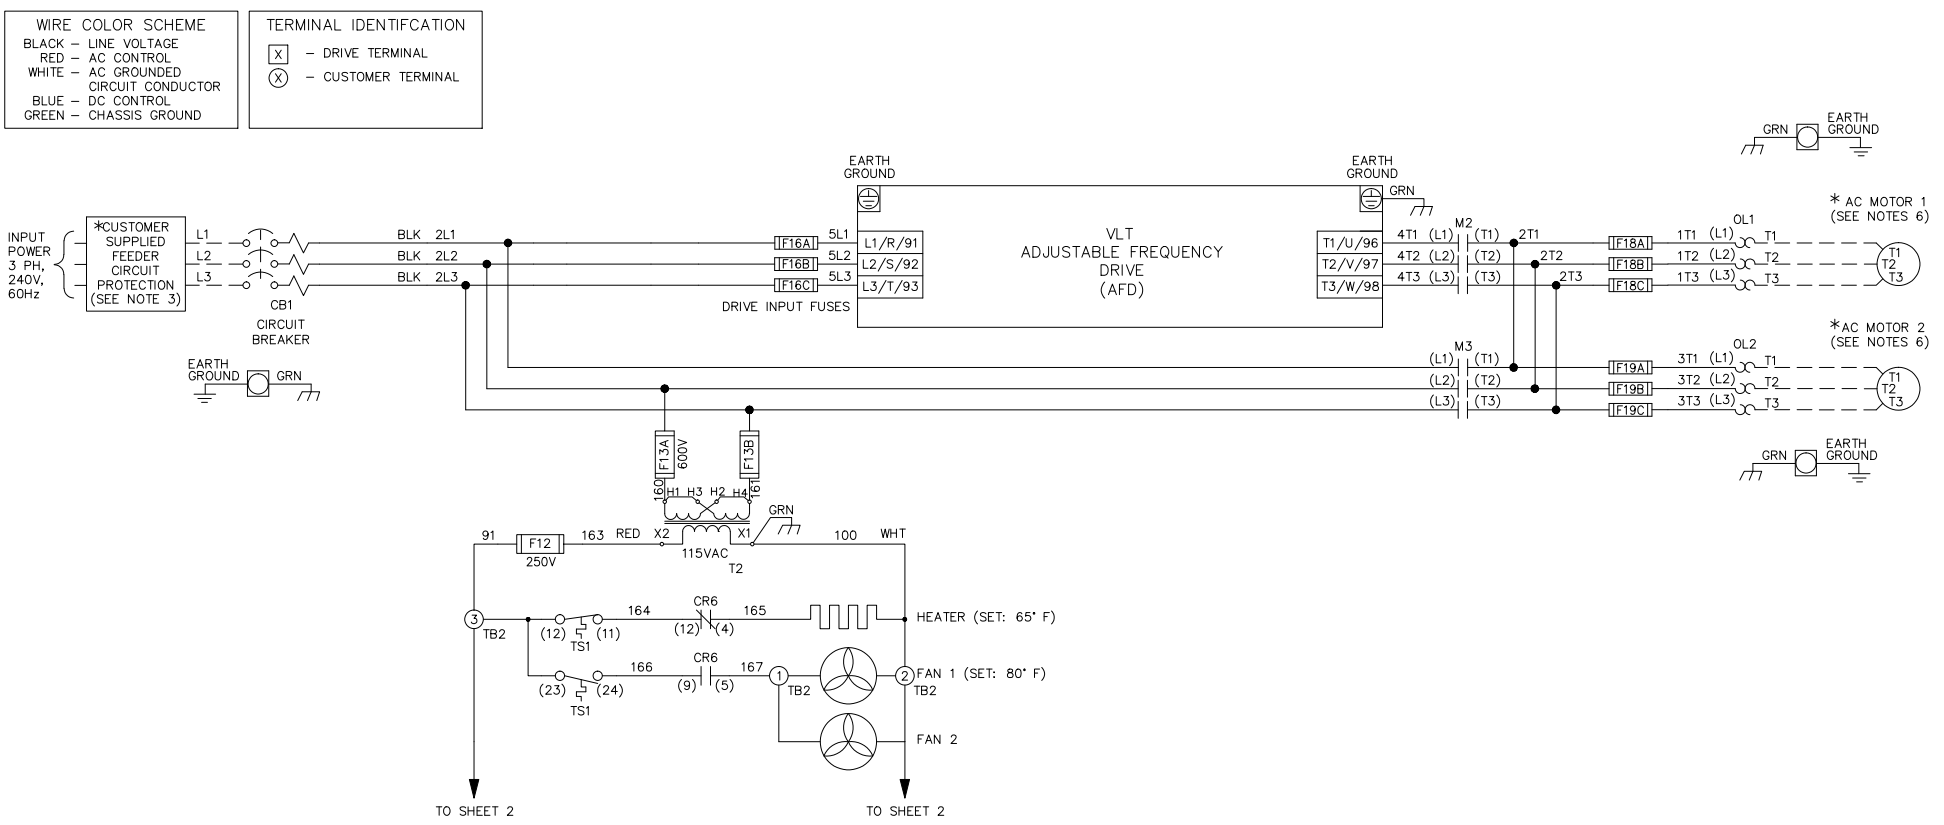 WIRE COLOR SCHEME
BLACK – LINE VOLTAGE
RED – AC CONTROL
WHITE – AC GROUNDED
CIRCUIT CONDUCTOR
BLUE – DC CONTROL
GREEN – CHASSIS GROUND
TERMINAL IDENTIFCATION
X – DRIVE TERMINAL
X – CUSTOMER TERMINAL
INPUT
POWER
3 PH,
240V,
60Hz
*CUSTOMER
SUPPLIED
FEEDER
CIRCUIT
PROTECTION
(SEE NOTE 3)
L1
L2
L3
CB1
CIRCUIT
BREAKER
EARTH
GROUND
GRN
BLK 2L1
BLK 2L2
BLK 2L3
F16A
F16B
F16C
5L1
5L2
5L3
DRIVE INPUT FUSES
EARTH
GROUND
L1/R/91
L2/S/92
L3/T/93
VLT
ADJUSTABLE FREQUENCY
DRIVE
(AFD)
EARTH
GROUND
GRN
T1/U/96
T2/V/97
T3/W/98
4T1 (L1)
4T2 (L2)
4T3 (L3)
M2
(T1)
(T2)
(T3)
2T1
2T2
2T3
F18A
F18B
F18C
1T1 (L1)
1T2 (L2)
1T3 (L3)
OL1
T1
T2
T3
GRN
EARTH
GROUND
* AC MOTOR 1
(SEE NOTES 6)
T1
T2
T3
M3
(L1)
(L2)
(L3)
(T1)
(T2)
(T3)
F19A
F19B
F19C
3T1 (L1)
3T2 (L2)
3T3 (L3)
OL2
T1
T2
T3
*AC MOTOR 2
(SEE NOTES 6)
T1
T2
T3
GRN
EARTH
GROUND
F13A
600V
F13B
160
H1 H3 H2 H4
161
GRN
91
F12
250V
163 RED X2
115VAC
X1
T2
100 WHT
3
TB2
(12)
(11)
TS1
164
CR6
(12)
(4)
165
HEATER (SET: 65° F)
(23)
(24)
TS1
166
CR6
(9)
(5)
167
1
TB2
2
TB2
FAN 1 (SET: 80° F)
FAN 2
TO SHEET 2
TO SHEET 2